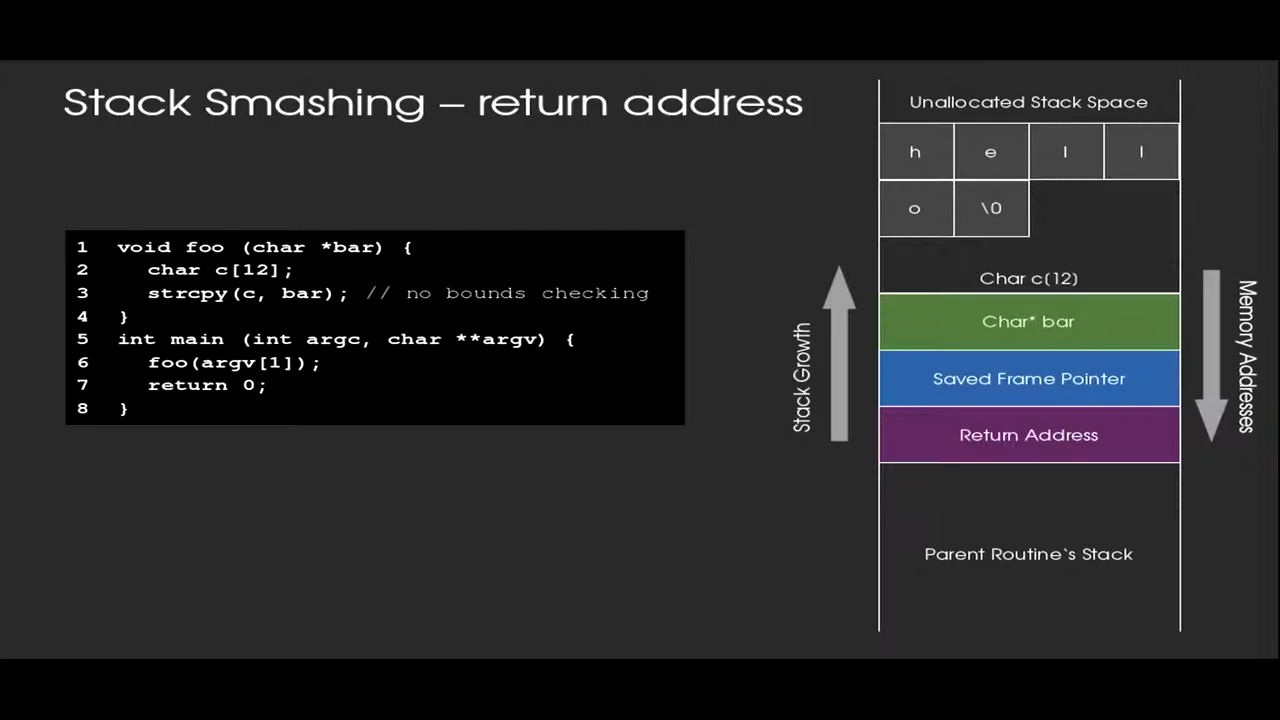 Stack Smashing – return address
1 void foo (char *bar) {
2 char c[12];
3 strcpy(c, bar); // no bounds checking
4 }
5 int main (int argc, char **argv) {
6 foo(argv[1]);
7 return 0;
8 }
Unallocated Stack Space
h e l l
o \0
Char c[12]
Char* bar
Saved Frame Pointer
Return Address
Parent Routine`s Stack
Stack Growth
Memory Addresses